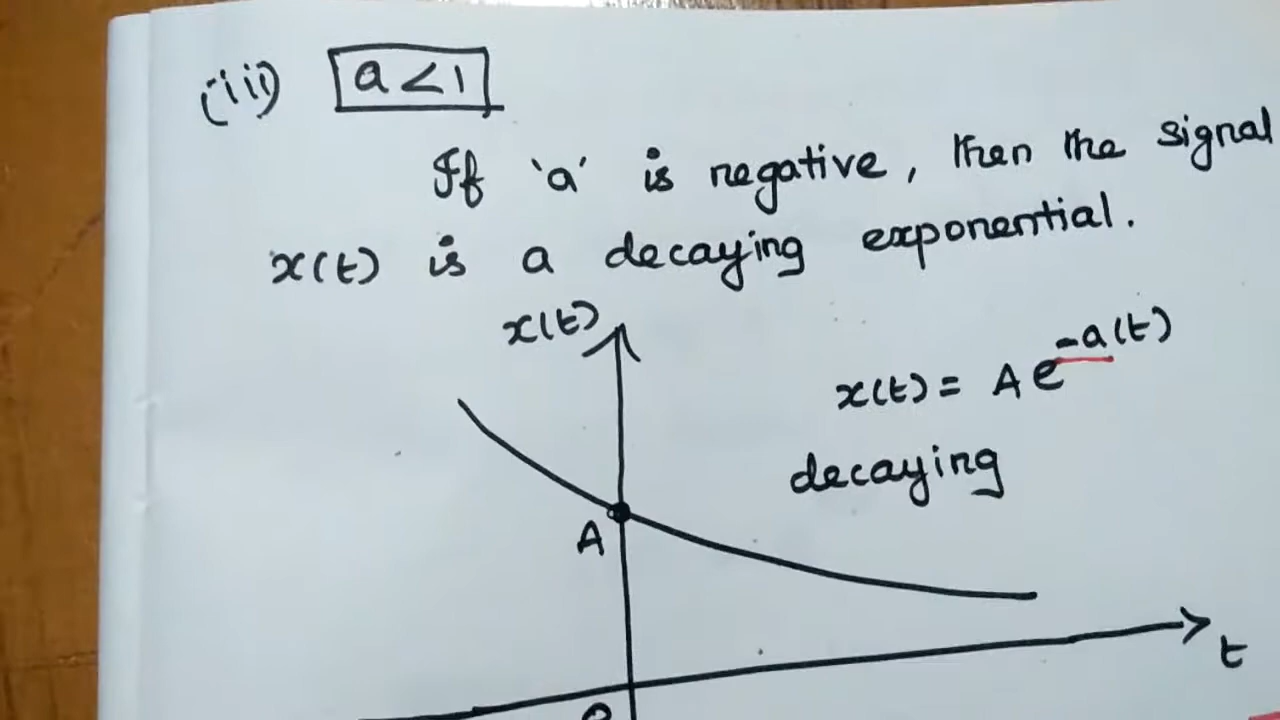 (iii) a<1
If 'a' is negative, then the signal
x(t) is a decaying exponential.
x(t)
x(t) = A e^-a(t)
decaying
A
t